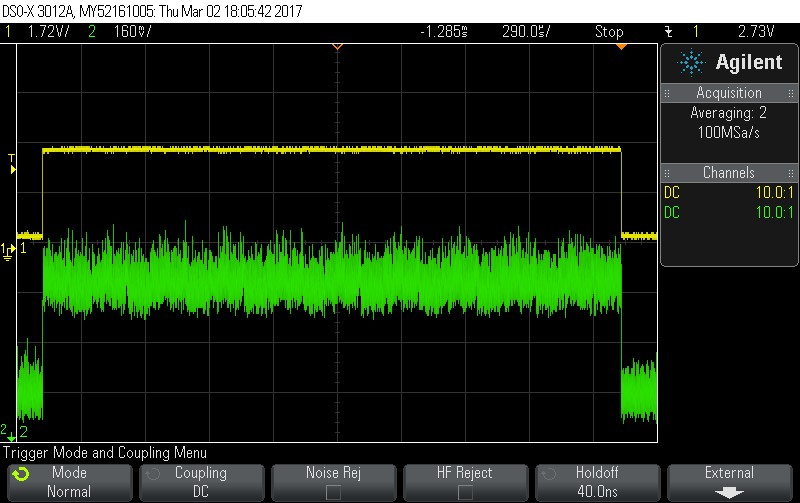 DSO-X 3012A, MY52161005: Thu Mar 02 18:05:42 2017
1 1.72V/ 2 160mV/ -1.285ms 290.0us/ Stop 1 2.73V
Agilent
Acquisition
Averaging: 2
100MSa/s
Channels
DC 10.0:1
DC 10.0:1
T
1 1
2 2
Trigger Mode and Coupling Menu
Mode Coupling Noise Rej HF Reject Holdoff External
Normal DC 40.0ns